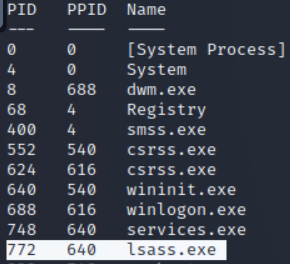 PID PPID Name
--- ---- ----
0 0 [System Process]
4 0 System
8 688 dwm.exe
68 4 Registry
400 4 smss.exe
552 540 csrss.exe
624 616 csrss.exe
640 540 wininit.exe
688 616 winlogon.exe
748 640 services.exe
772 640 lsass.exe